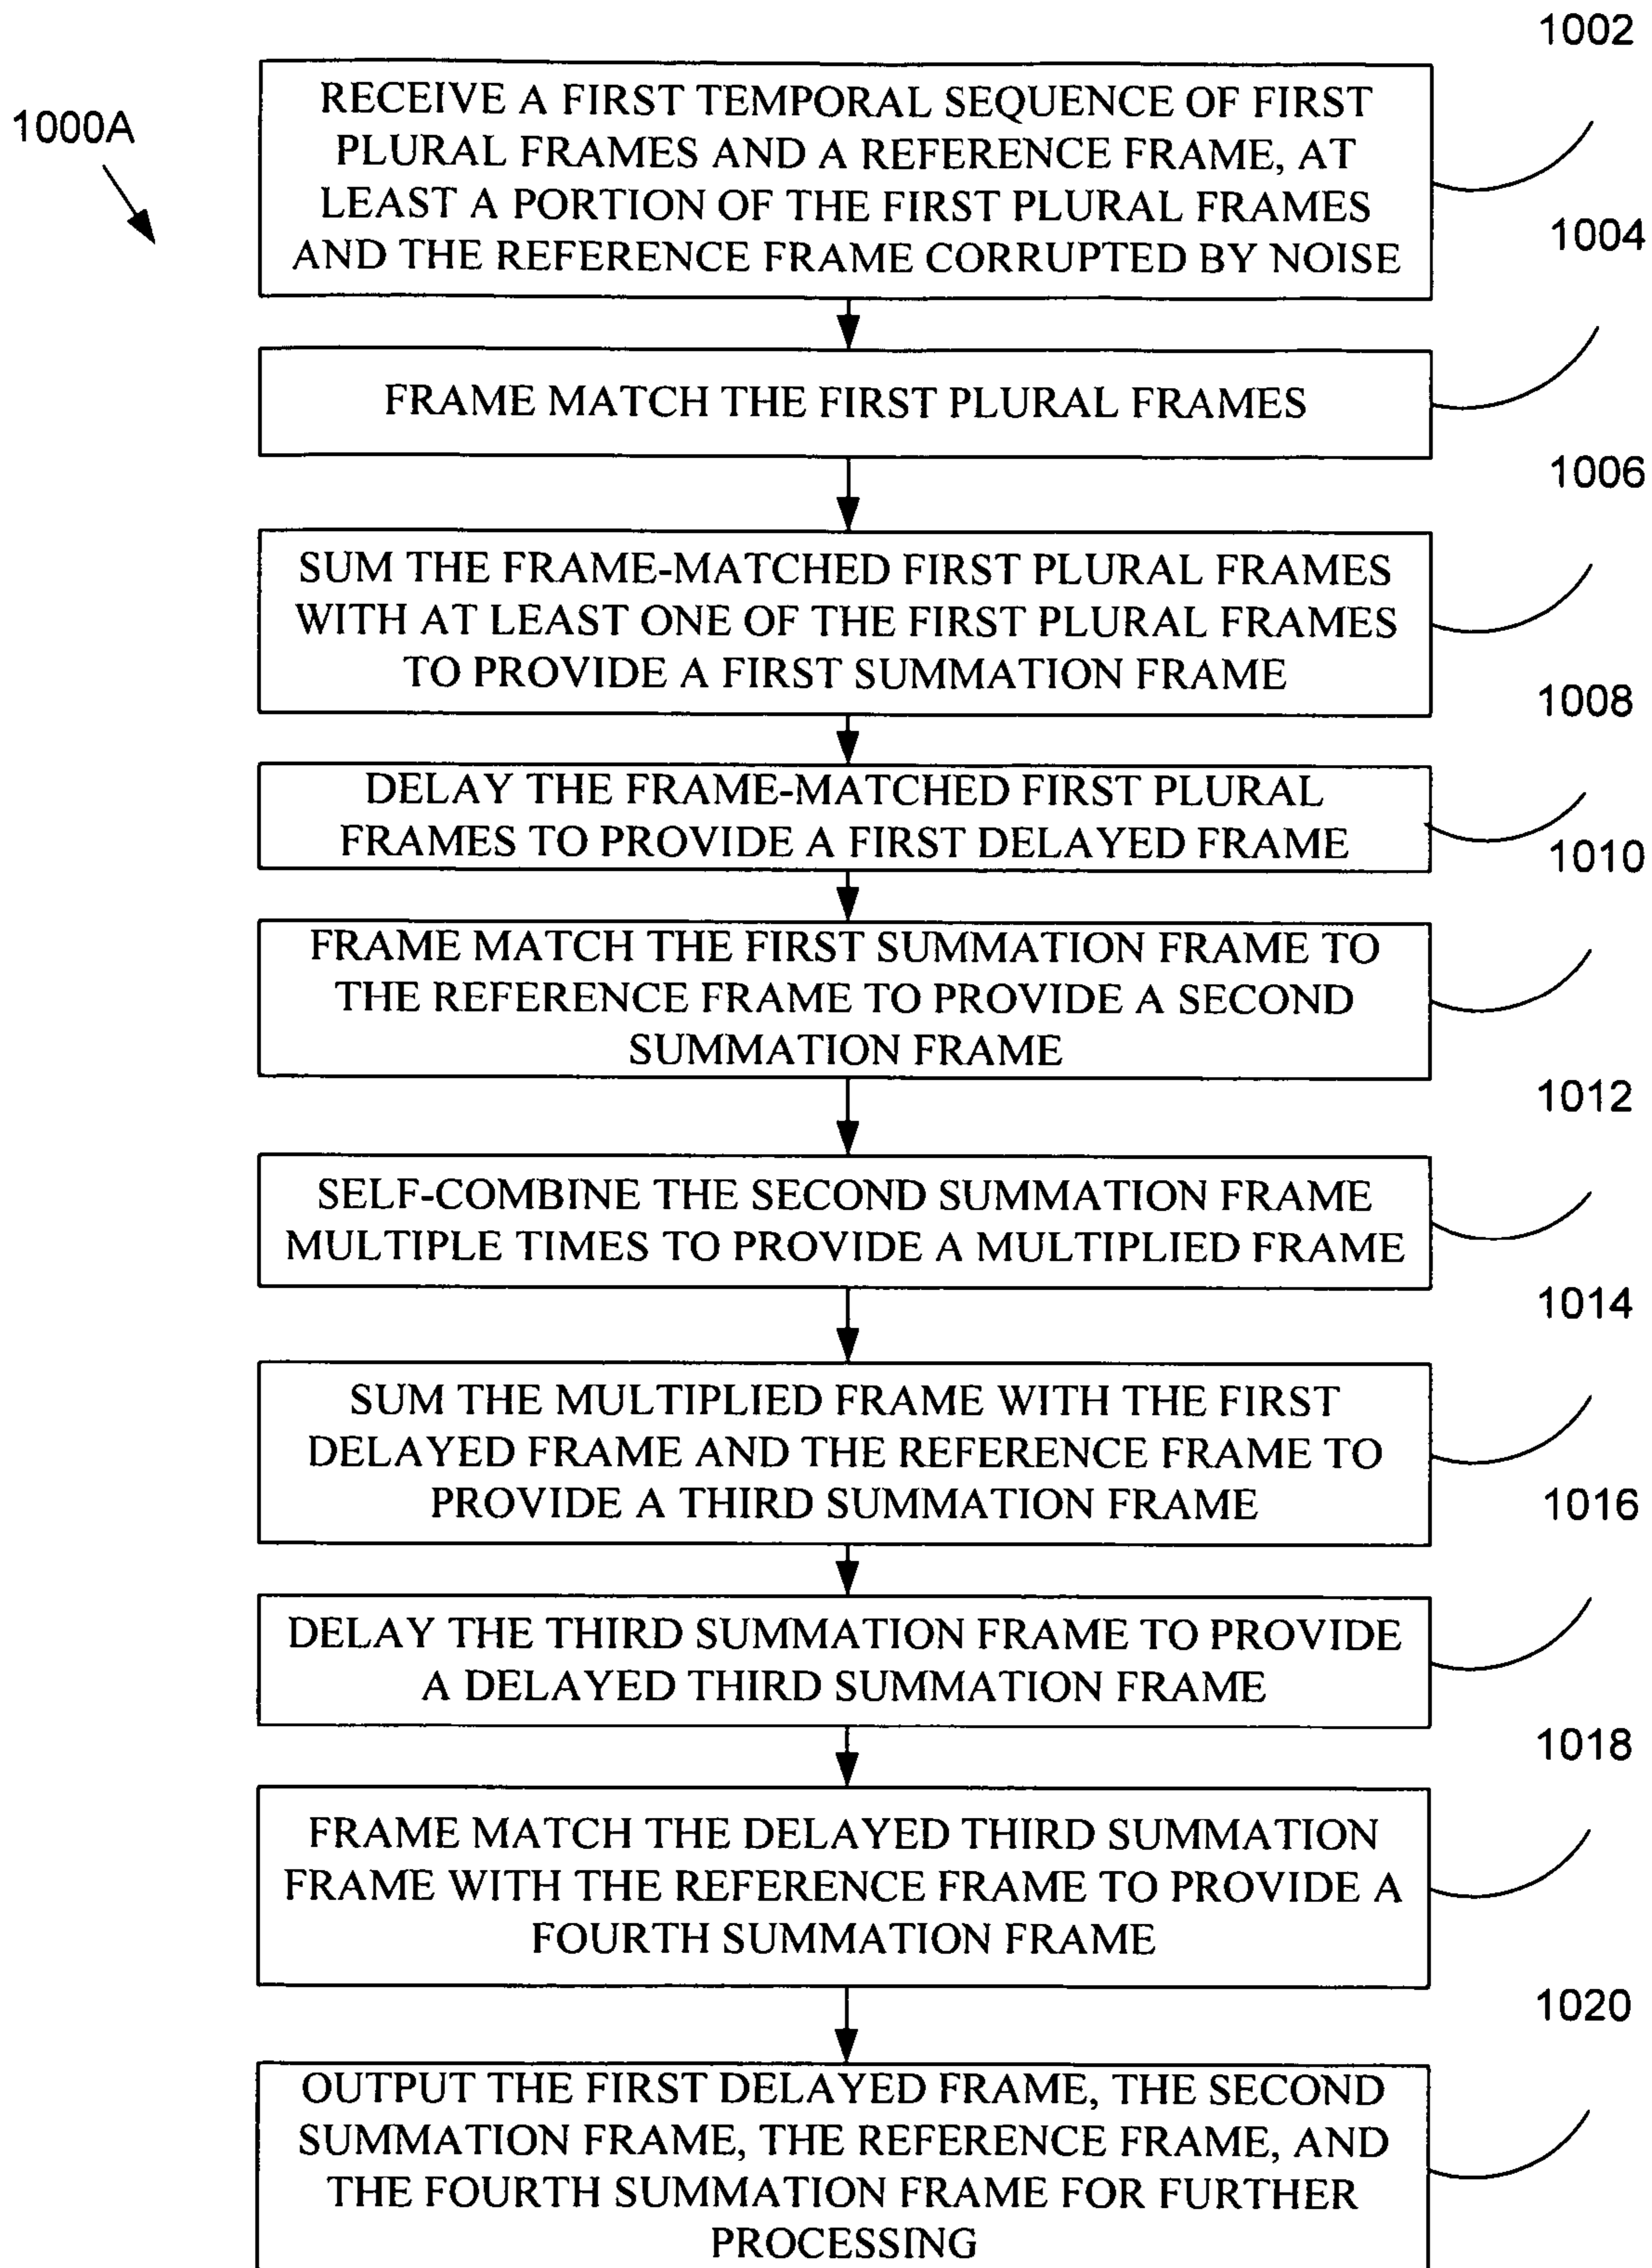 1002
1000A
RECEIVE A FIRST TEMPORAL SEQUENCE OF FIRST
PLURAL FRAMES AND A REFERENCE FRAME, AT
LEAST A PORTION OF THE FIRST PLURAL FRAMES
AND THE REFERENCE FRAME CORRUPTED BY NOISE
1004
FRAME MATCH THE FIRST PLURAL FRAMES
1006
SUM THE FRAME-MATCHED FIRST PLURAL FRAMES
WITH AT LEAST ONE OF THE FIRST PLURAL FRAMES
TO PROVIDE A FIRST SUMMATION FRAME
1008
DELAY THE FRAME-MATCHED FIRST PLURAL
FRAMES TO PROVIDE A FIRST DELAYED FRAME
1010
FRAME MATCH THE FIRST SUMMATION FRAME TO
THE REFERENCE FRAME TO PROVIDE A SECOND
SUMMATION FRAME
1012
SELF-COMBINE THE SECOND SUMMATION FRAME
MULTIPLE TIMES TO PROVIDE A MULTIPLIED FRAME
1014
SUM THE MULTIPLIED FRAME WITH THE FIRST
DELAYED FRAME AND THE REFERENCE FRAME TO
PROVIDE A THIRD SUMMATION FRAME
1016
DELAY THE THIRD SUMMATION FRAME TO PROVIDE
A DELAYED THIRD SUMMATION FRAME
1018
FRAME MATCH THE DELAYED THIRD SUMMATION
FRAME WITH THE REFERENCE FRAME TO PROVIDE A
FOURTH SUMMATION FRAME
1020
OUTPUT THE FIRST DELAYED FRAME, THE SECOND
SUMMATION FRAME, THE REFERENCE FRAME, AND
THE FOURTH SUMMATION FRAME FOR FURTHER
PROCESSING